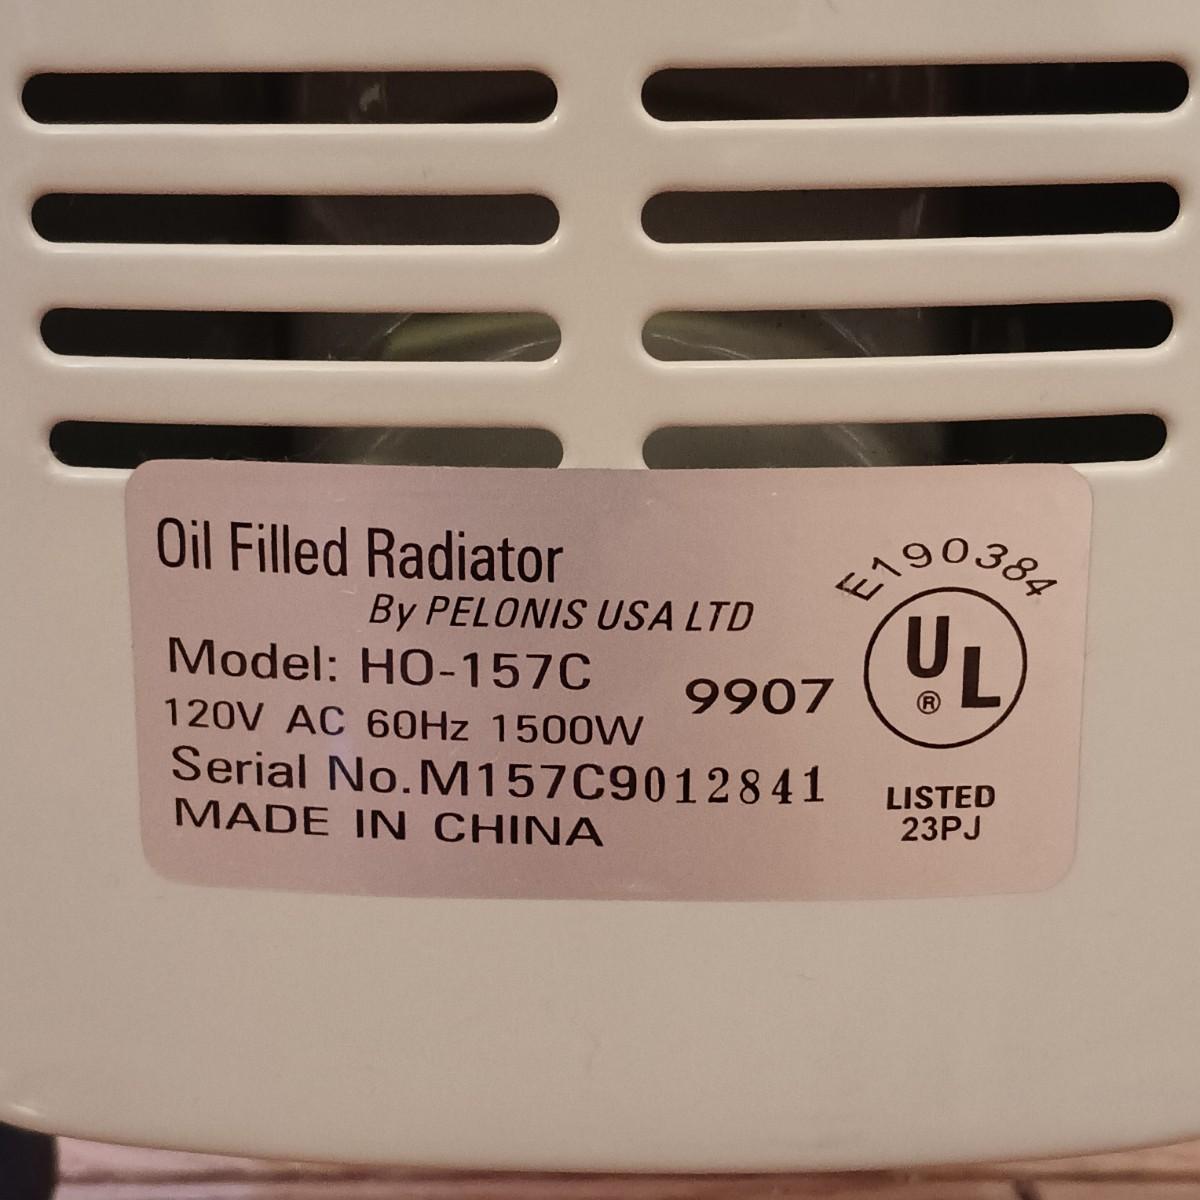 Oil Filled Radiator
By PELONIS USA LTD
Model: HO-157C
9907
120V AC 60Hz 1500W
Serial No.M157C9012841
MADE IN CHINA
E190384
UL
®
LISTED
23PJ